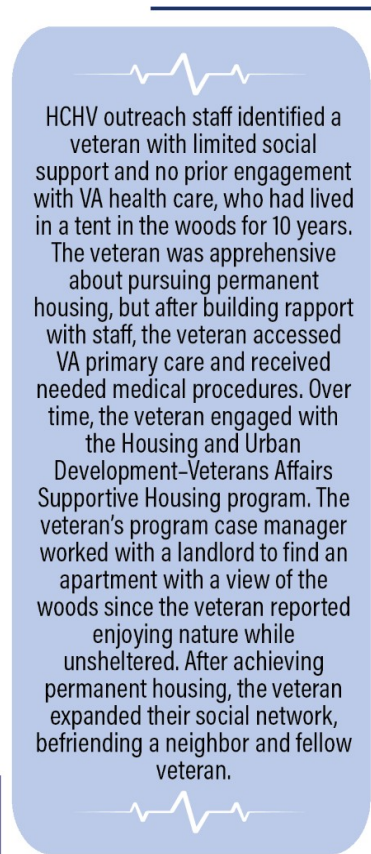 HCHV outreach staff identified a
veteran with limited social
support and no prior engagement
with VA health care, who had lived
in a tent in the woods for 10 years.
The veteran was apprehensive
about pursuing permanent
housing, but after building rapport
with staff, the veteran accessed
VA primary care and received
needed medical procedures. Over
time, the veteran engaged with
the Housing and Urban
Development–Veterans Affairs
Supportive Housing program. The
veteran's program case manager
worked with a landlord to find an
apartment with a view of the
woods since the veteran reported
enjoying nature while
unsheltered. After achieving
permanent housing, the veteran
expanded their social network,
befriending a neighbor and fellow
veteran.